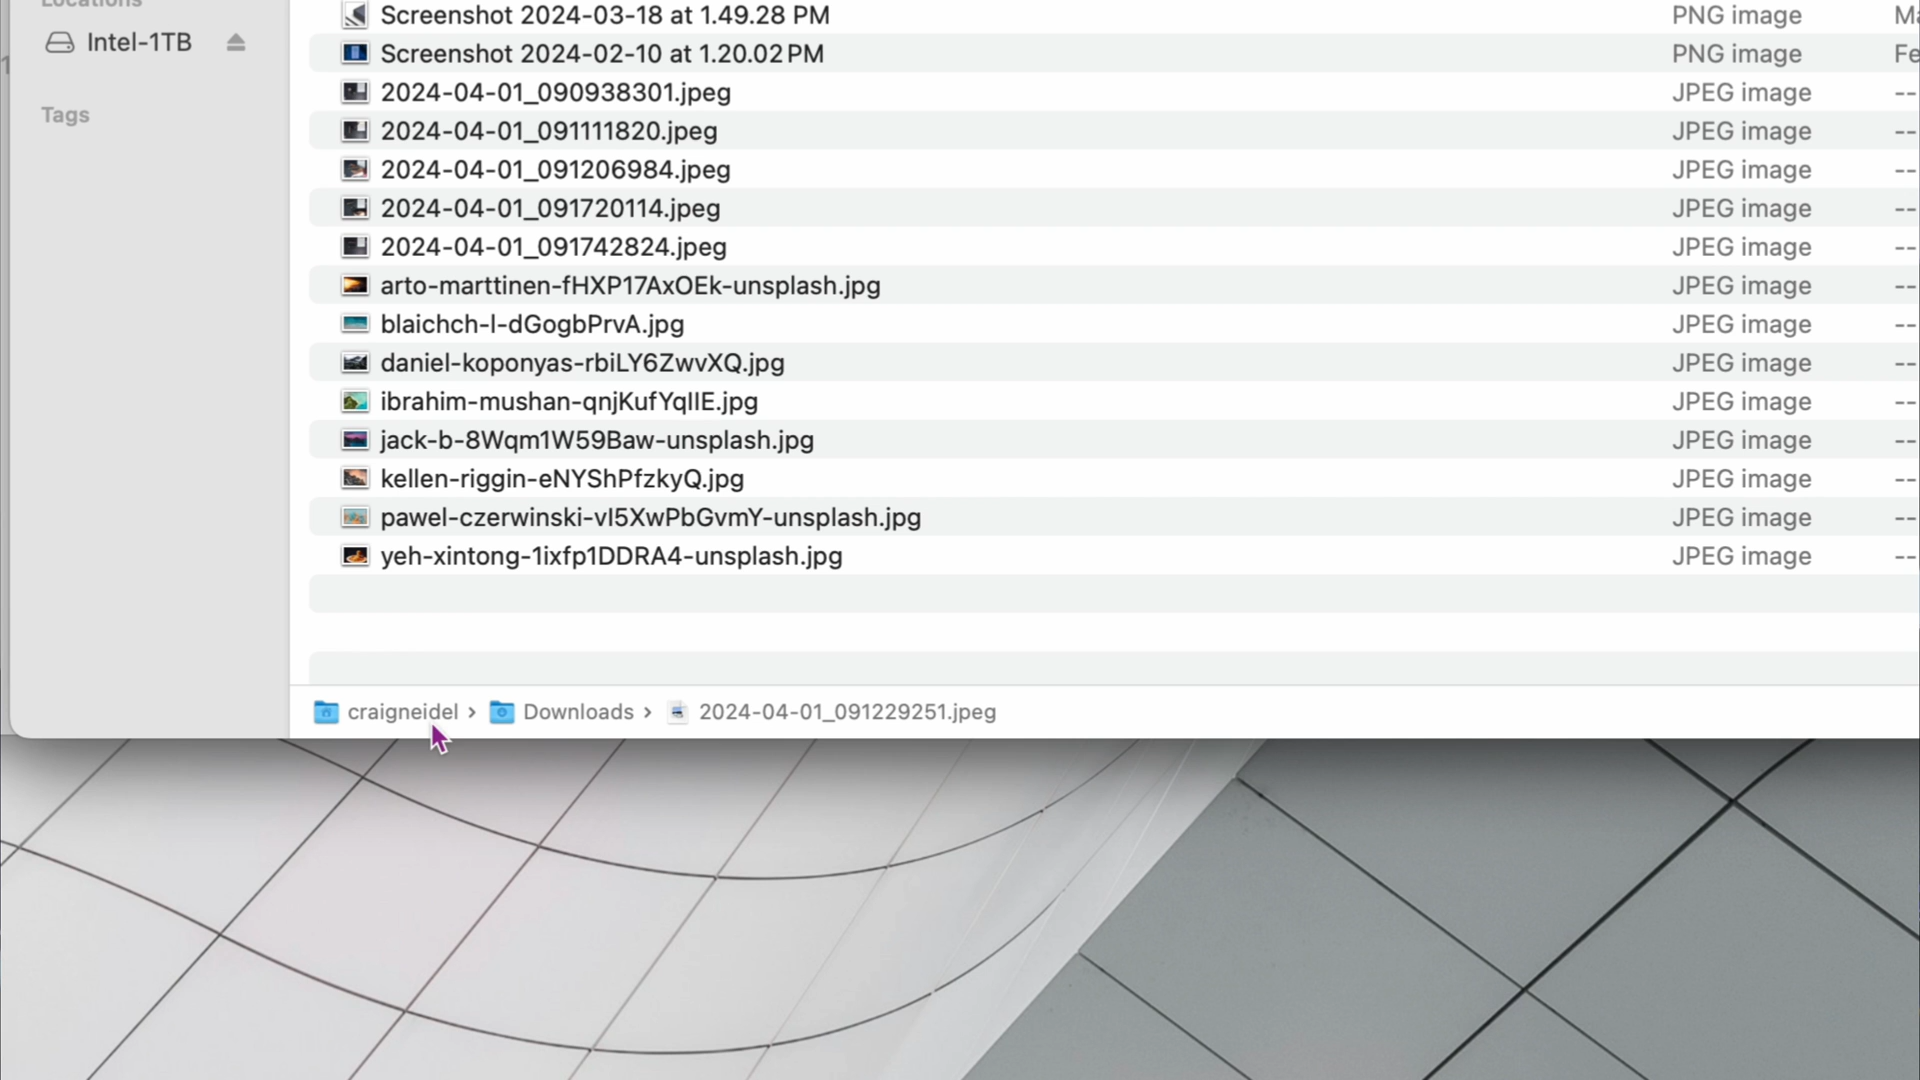 Locations
Intel-1TB
Tags
Screenshot 2024-03-18 at 1.49.28 PM PNG image
Screenshot 2024-02-10 at 1.20.02 PM PNG image
2024-04-01_090938301.jpeg JPEG image --
2024-04-01_091111820.jpeg JPEG image --
2024-04-01_091206984.jpeg JPEG image --
2024-04-01_091720114.jpeg JPEG image --
2024-04-01_091742824.jpeg JPEG image --
arto-marttinen-fHXP17AxOEk-unsplash.jpg JPEG image --
blaichch-I-dGogbPrvA.jpg JPEG image --
daniel-koponyas-rbiLY6ZwvXQ.jpg JPEG image --
ibrahim-mushan-qnjKufYqIIE.jpg JPEG image --
jack-b-8Wqm1W59Baw-unsplash.jpg JPEG image --
kellen-riggin-eNYShPfzkyQ.jpg JPEG image --
pawel-czerwinski-vI5XwPbGvmY-unsplash.jpg JPEG image --
yeh-xintong-1ixfp1DDRA4-unsplash.jpg JPEG image --
craigneidel › Downloads › 2024-04-01_091229251.jpeg